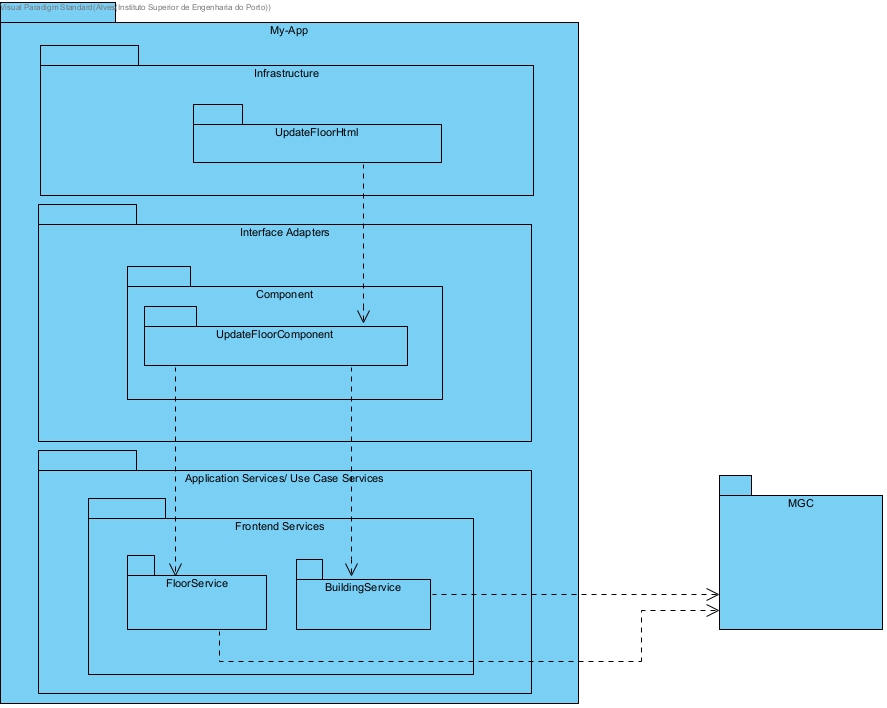 Visual Paradigm Standard(Alves(Instituto Superior de Engenharia do Porto))
My-App
Infrastructure
UpdateFloorHtml
Interface Adapters
Component
UpdateFloorComponent
Application Services/ Use Case Services
Frontend Services
FloorService
BuildingService
MGC